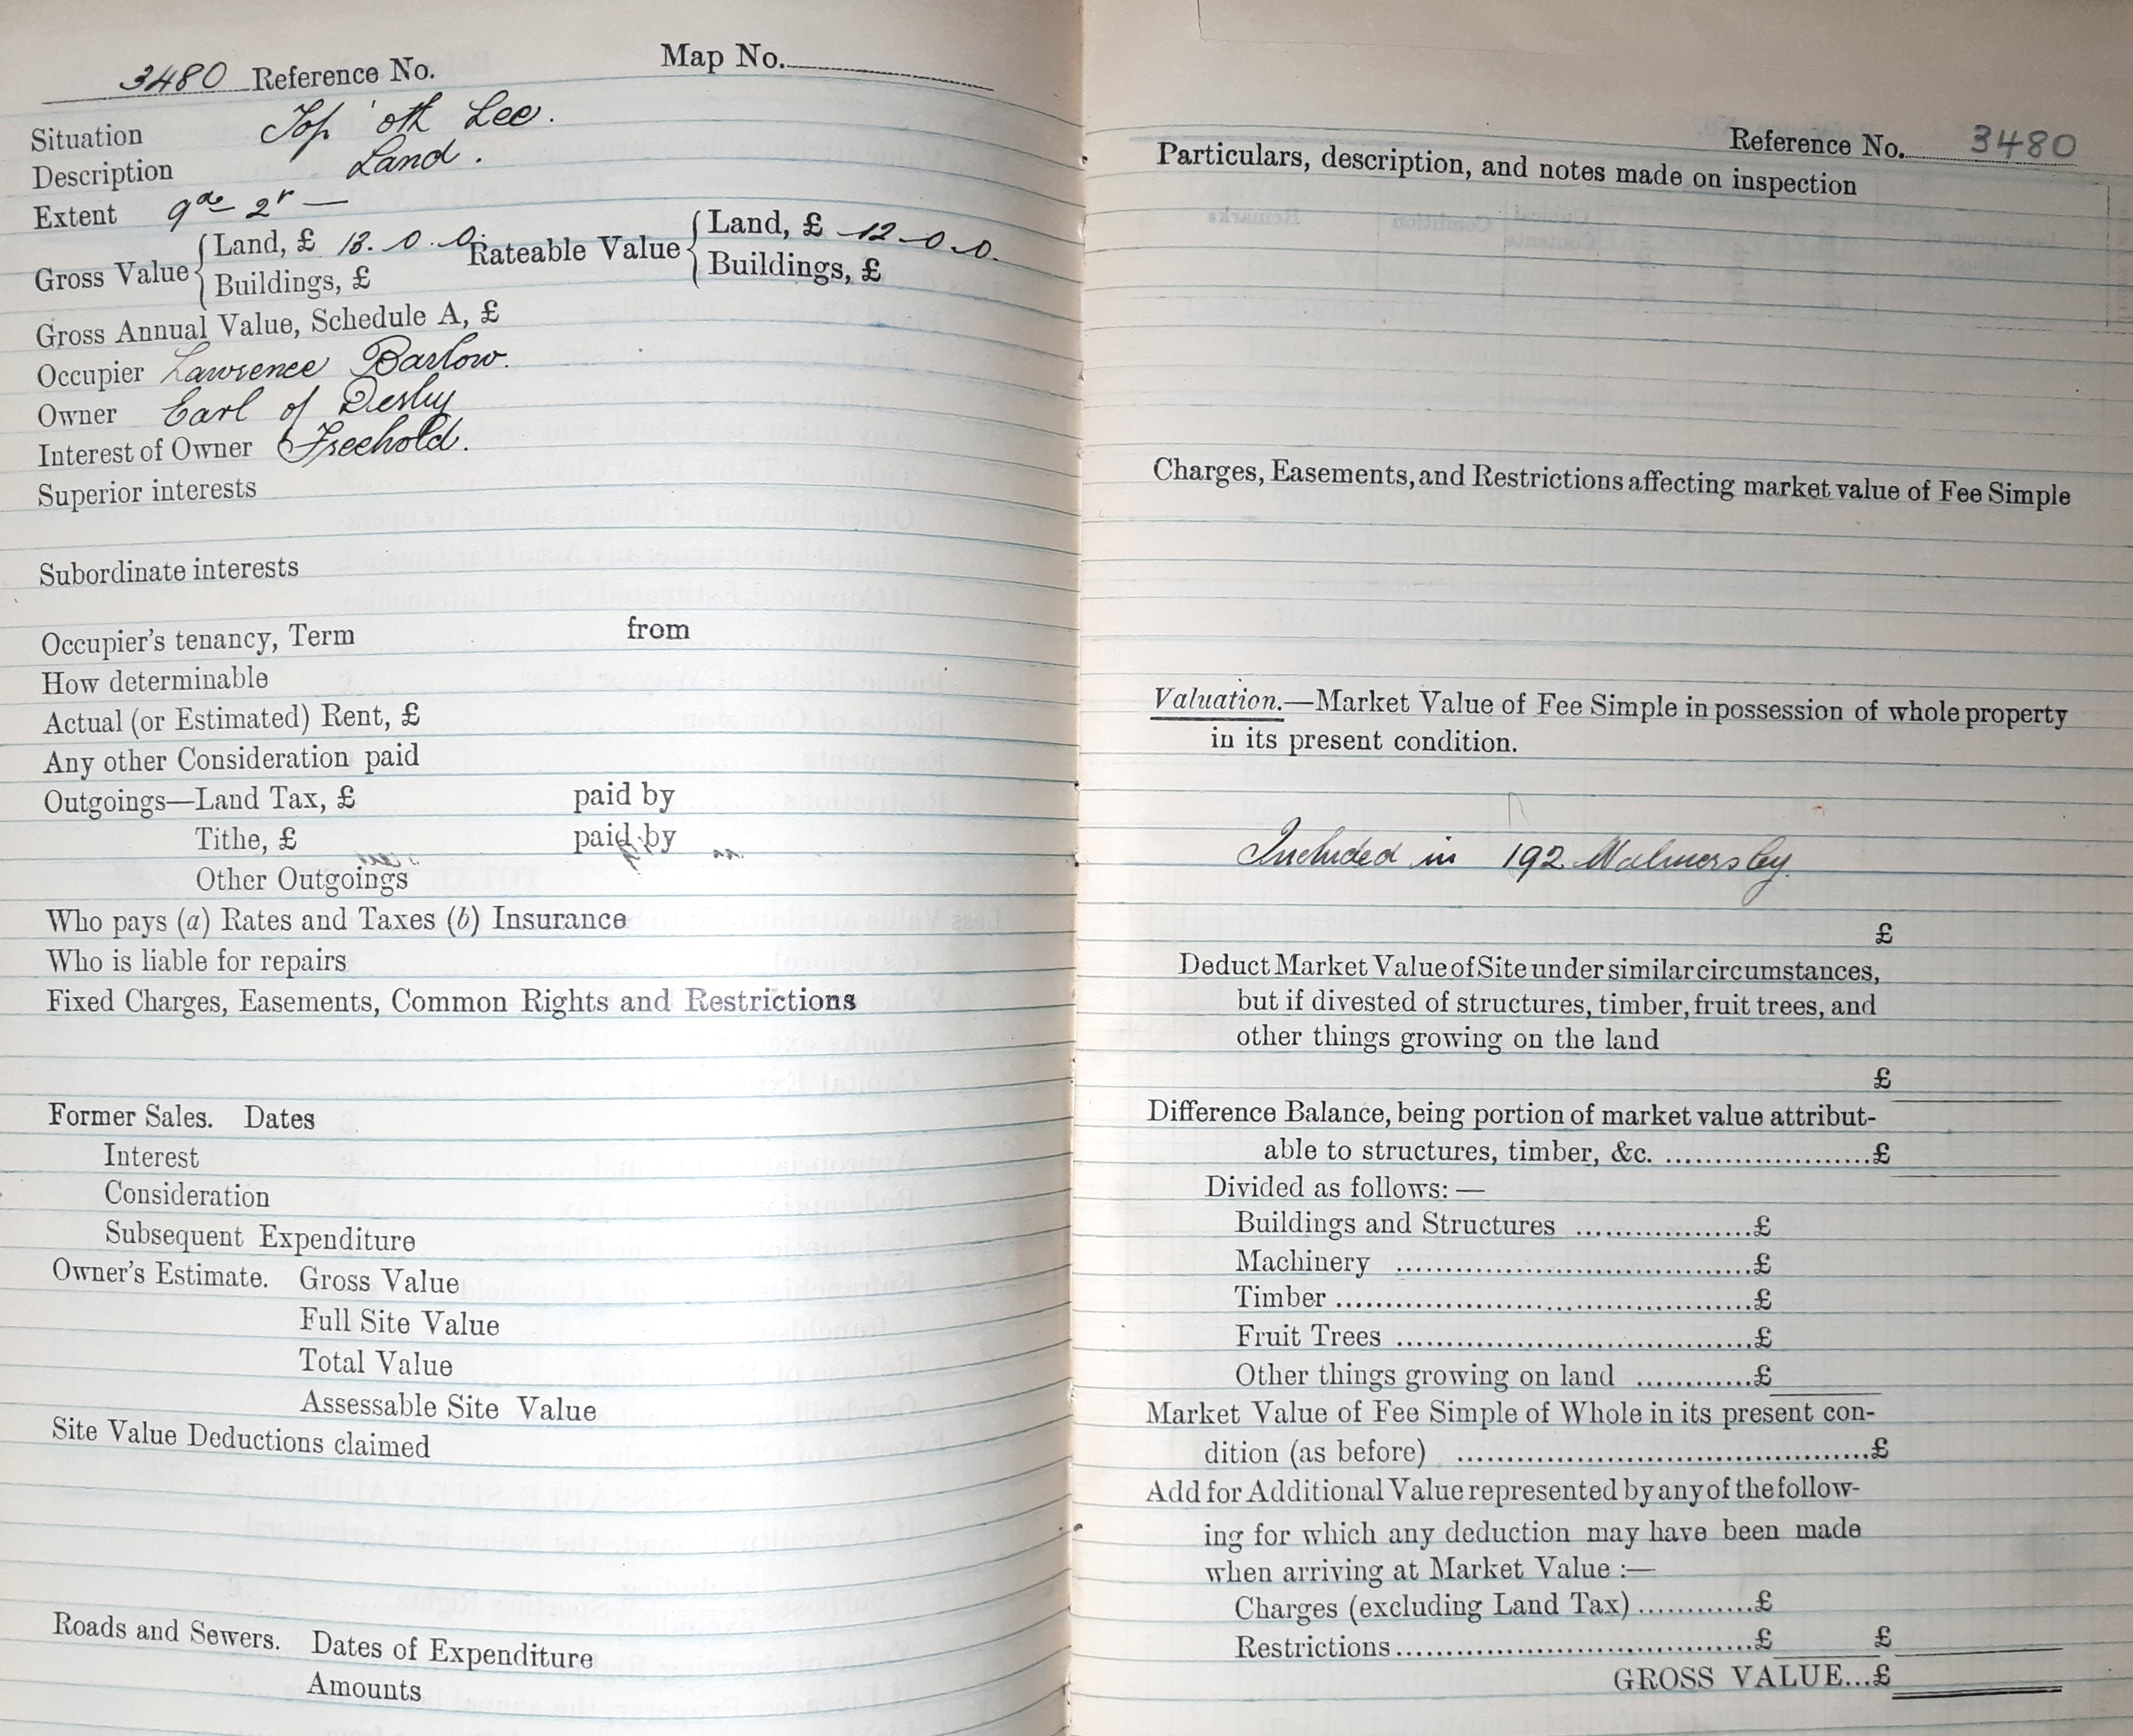 3480 Reference No. Map No.
Situation Top 'oth Lee.
Description Land.
Extent 9ac 2r —
Gross Value { Land, £ 13. 0. 0. Rateable Value { Land, £ 12-0-0.
Buildings, £ Buildings, £
Gross Annual Value, Schedule A, £
Occupier Lawrence Barlow.
Owner Earl of Derby
Interest of Owner Freehold.
Superior interests
Subordinate interests
Occupier's tenancy, Term from
How determinable
Actual (or Estimated) Rent, £
Any other Consideration paid
Outgoings—Land Tax, £ paid by
Tithe, £ paid by
Other Outgoings
Who pays (a) Rates and Taxes (b) Insurance
Who is liable for repairs
Fixed Charges, Easements, Common Rights and Restrictions
Former Sales. Dates
Interest
Consideration
Subsequent Expenditure
Owner's Estimate. Gross Value
Full Site Value
Total Value
Assessable Site Value
Site Value Deductions claimed
Roads and Sewers. Dates of Expenditure
Amounts
Reference No. 3480
Particulars, description, and notes made on inspection
Charges, Easements, and Restrictions affecting market value of Fee Simple
Valuation.—Market Value of Fee Simple in possession of whole property
in its present condition.
Included in 192 Walmersley.
£
Deduct Market Value of Site under similar circumstances,
but if divested of structures, timber, fruit trees, and
other things growing on the land
£
Difference Balance, being portion of market value attribut-
able to structures, timber, &c. ......................£
Divided as follows: —
Buildings and Structures ..................£
Machinery ....................................£
Timber ..........................................£
Fruit Trees ....................................£
Other things growing on land ............£
Market Value of Fee Simple of Whole in its present con-
dition (as before) ..........................................£
Add for Additional Value represented by any of the follow-
ing for which any deduction may have been made
when arriving at Market Value :—
Charges (excluding Land Tax) ............£
Restrictions ....................................£ £
GROSS VALUE...£